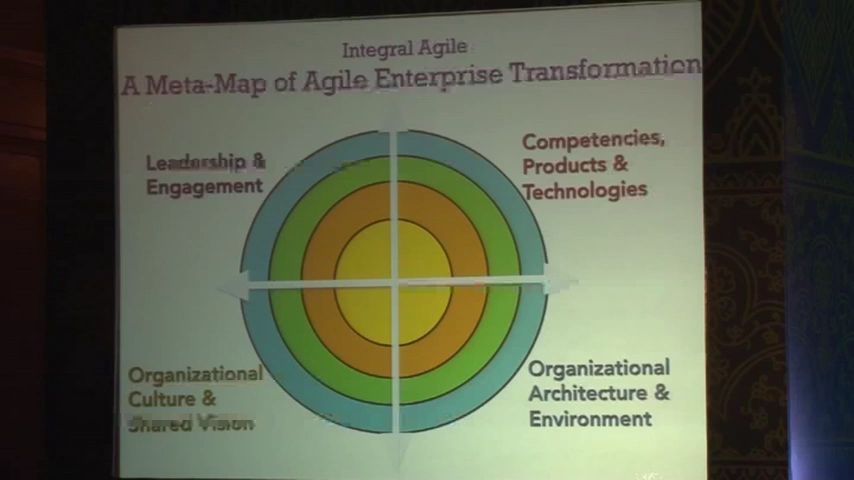 Integral Agile
A Meta-Map of Agile Enterprise Transformation
Leadership &
Engagement
Competencies,
Products &
Technologies
Organizational
Culture &
Shared Vision
Organizational
Architecture &
Environment